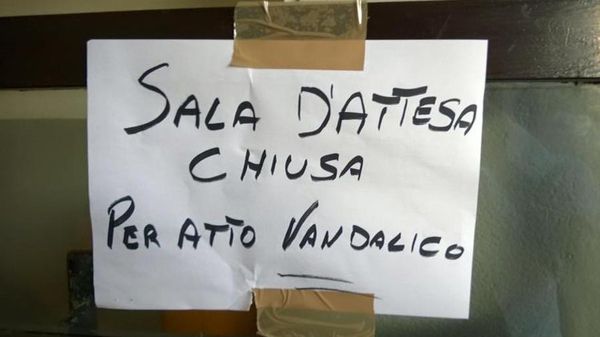 SALA D'ATTESA
CHIUSA
PER ATTO VANDALICO